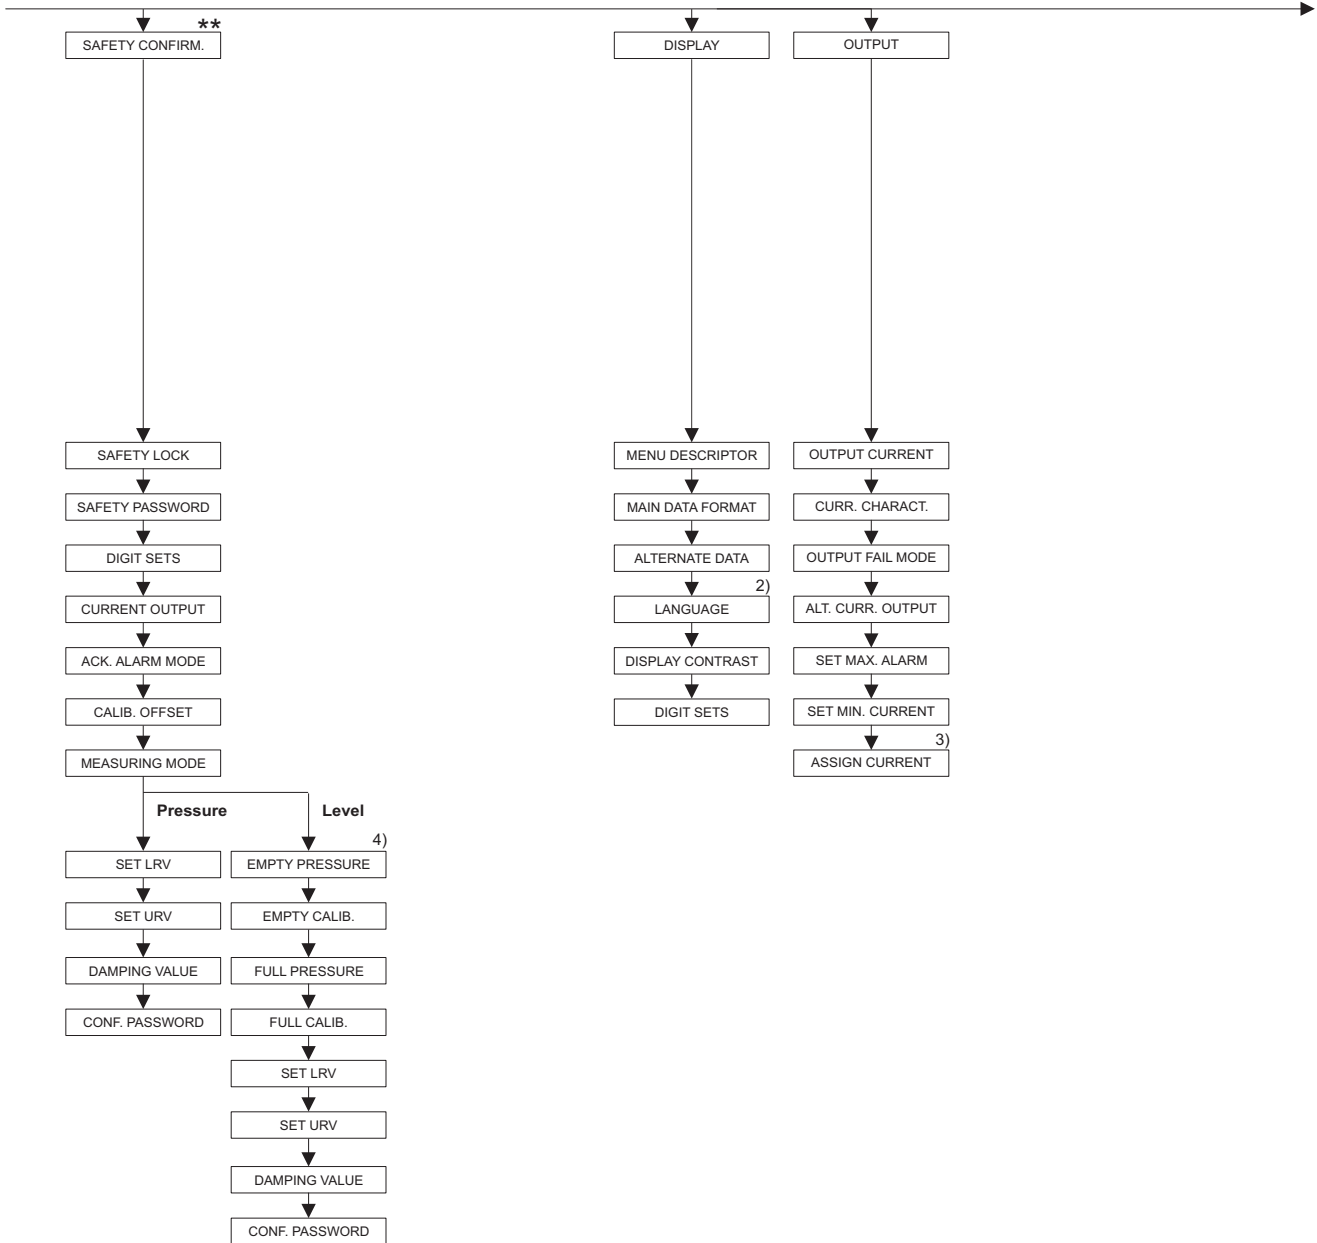 **
SAFETY CONFIRM.
DISPLAY
OUTPUT
SAFETY LOCK
MENU DESCRIPTOR
OUTPUT CURRENT
SAFETY PASSWORD
MAIN DATA FORMAT
CURR. CHARACT.
DIGIT SETS
ALTERNATE DATA
OUTPUT FAIL MODE
2)
CURRENT OUTPUT
LANGUAGE
ALT. CURR. OUTPUT
ACK. ALARM MODE
DISPLAY CONTRAST
SET MAX. ALARM
CALIB. OFFSET
DIGIT SETS
SET MIN. CURRENT
3)
MEASURING MODE
ASSIGN CURRENT
Pressure
Level
4)
SET LRV
EMPTY PRESSURE
SET URV
EMPTY CALIB.
DAMPING VALUE
FULL PRESSURE
CONF. PASSWORD
FULL CALIB.
SET LRV
SET URV
DAMPING VALUE
CONF. PASSWORD